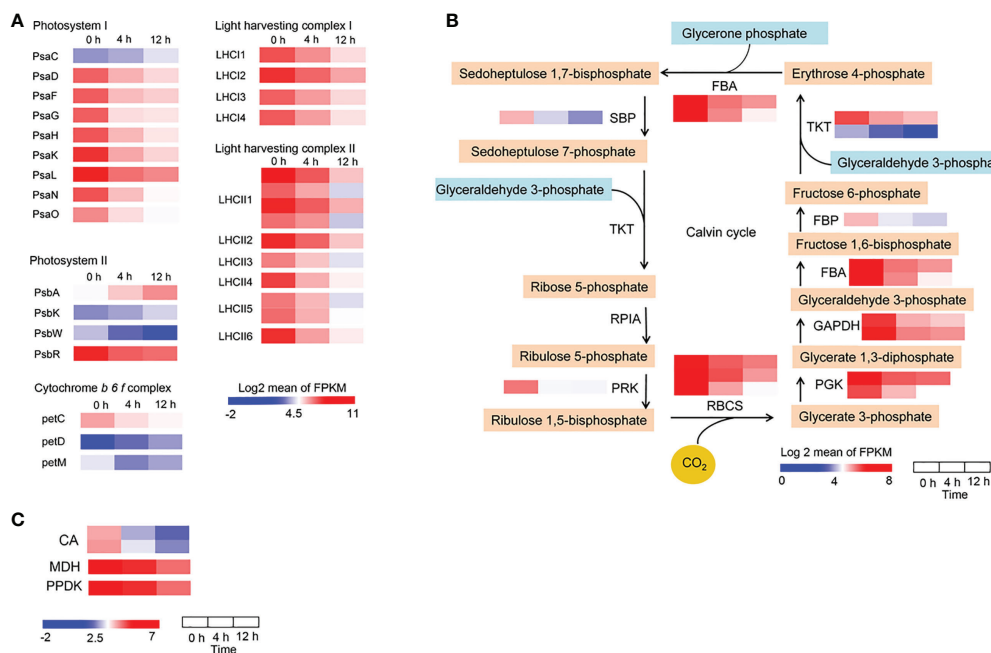 A
Photosystem I
0 h 4 h 12 h
PsaC
PsaD
PsaF
PsaG
PsaH
PsaK
PsaL
PsaN
PsaO
Photosystem II
0 h 4 h 12 h
PsbA
PsbK
PsbW
PsbR
Cytochrome b 6 f complex
petC
petD
petM
Light harvesting complex I
0 h 4 h 12 h
LHCI1
LHCI2
LHCI3
LHCI4
Light harvesting complex II
0 h 4 h 12 h
LHCII1
LHCII2
LHCII3
LHCII4
LHCII5
LHCII6
Log2 mean of FPKM
-2 4.5 11
B
Glycerone phosphate
Sedoheptulose 1,7-bisphosphate
Erythrose 4-phosphate
FBA
SBP
TKT
Sedoheptulose 7-phosphate
Glyceraldehyde 3-phospha
Glyceraldehyde 3-phosphate
Fructose 6-phosphate
TKT
Calvin cycle
FBP
Fructose 1,6-bisphosphate
FBA
Ribose 5-phosphate
Glyceraldehyde 3-phosphate
RPIA
GAPDH
Ribulose 5-phosphate
Glycerate 1,3-diphosphate
PRK
PGK
RBCS
Ribulose 1,5-bisphosphate
Glycerate 3-phosphate
CO2
Log 2 mean of FPKM
0 4 8
0 h 4 h 12 h
Time
C
CA
MDH
PPDK
-2 2.5 7
0 h 4 h 12 h
Time